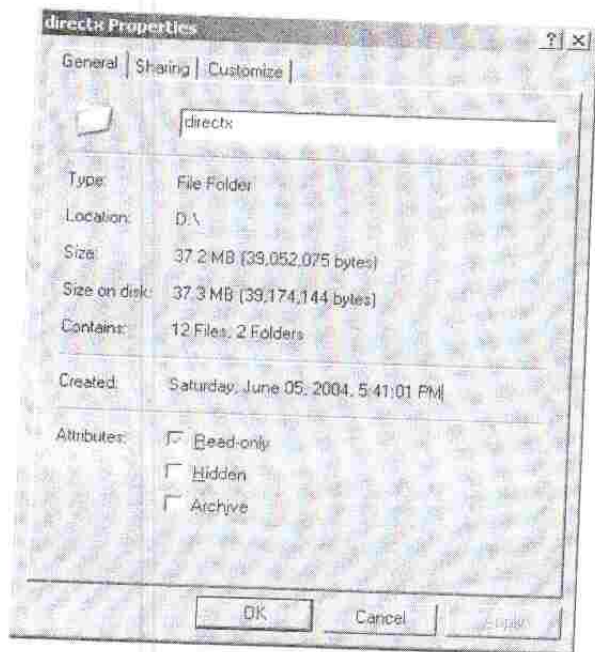 directx Properties ? ×
General Sharing Customize
directx
Type: File Folder
Location: D:\
Size: 37.2 MB (39,052,075 bytes)
Size on disk: 37.3 MB (39,174,144 bytes)
Contains: 12 Files, 2 Folders
Created: Saturday, June 05, 2004, 5:41:01 PM
Attributes: Read-only
Hidden
Archive
OK Cancel Apply